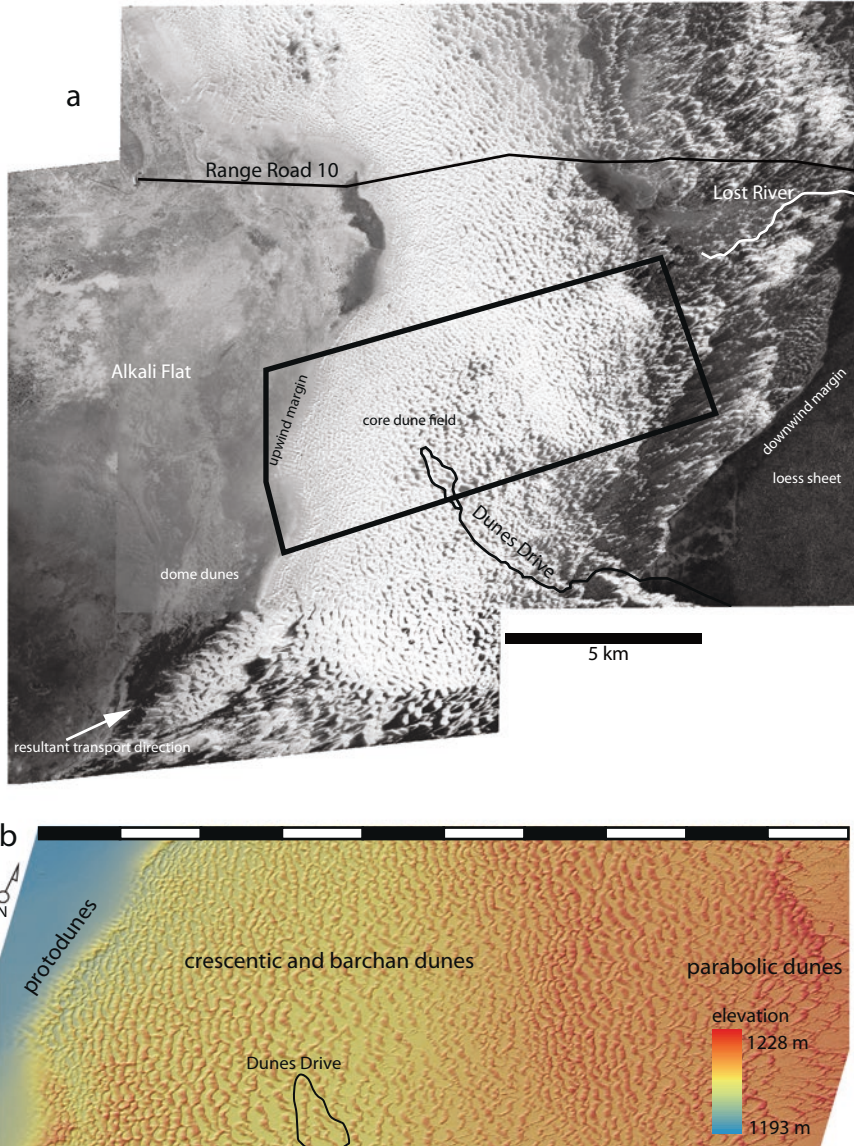 a
Range Road 10
Lost River
Alkali Flat
upwind margin
core dune field
downwind margin
loess sheet
Dunes Drive
dome dunes
5 km
resultant transport direction
b
N
protodunes
crescentic and barchan dunes
parabolic dunes
elevation
1228 m
Dunes Drive
1193 m